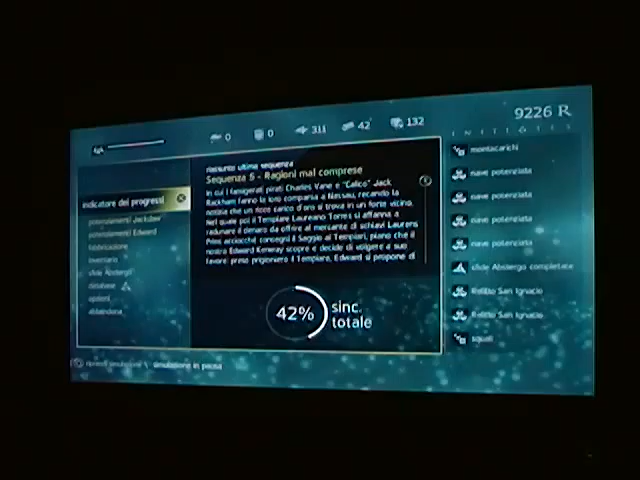 9226 R
0
0
311
42
132
INITIATES
riassunto ultima sequenza
Sequenza 5 - Ragioni mal comprese
In cui i famigerati pirati Charles Vane e "Calico" Jack
Rackham fanno la loro comparsa a Nassau, recando la
notizia che un ricco carico d'oro si trova in un forte vicino.
Nel quale poi il Templare Laureano Torres si affanna a
radunare il denaro da offrire al mercante di schiavi Laurens
Prins acciocché consegni il Saggio ai Templari, piano che il
nostro Edward Kenway scopre e decide di volgere a suo
favore: preso prigioniero il Templare, Edward si propone di
42%
sinc.
totale
indicatore dei progressi
potenziamenti Jackdaw
potenziamenti Edward
fabbricazione
inventario
sfide Abstergo
database
opzioni
abbandona
montacarichi
nave potenziata
nave potenziata
nave potenziata
nave potenziata
sfide Abstergo completate
Relitto San Ignacio
Relitto San Ignacio
squali
riprendi simulazione \ simulazione in pausa